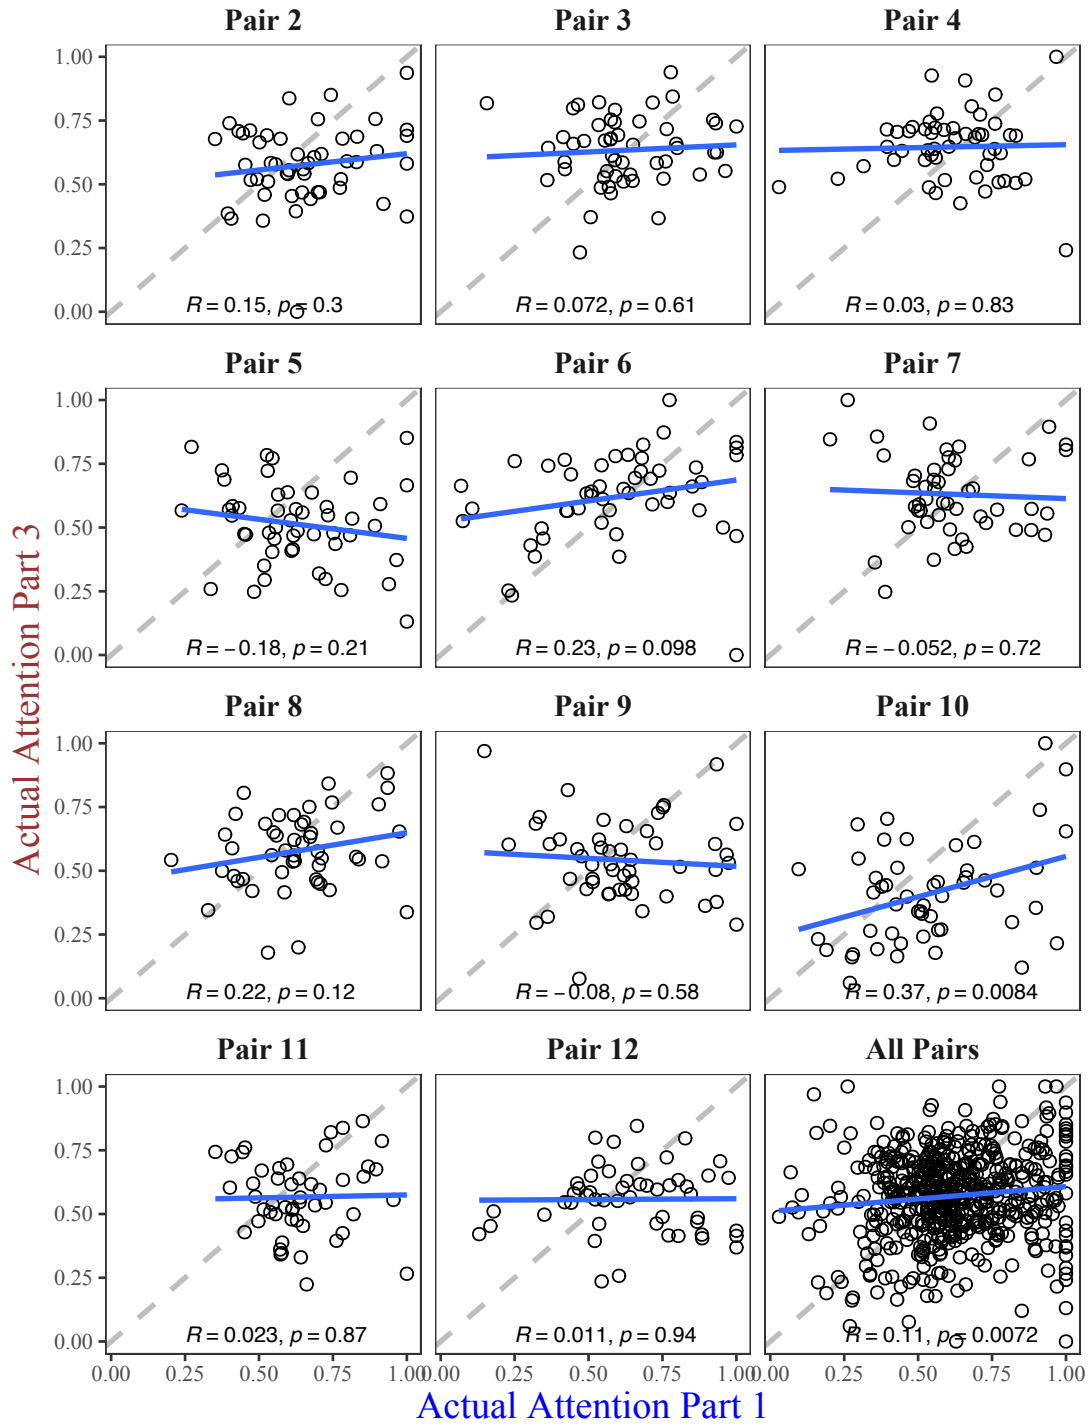 Pair 2 Pair 3 Pair 4
1.00
0.75
0.50
0.25
0.00
R = 0.15, p = 0.3 R = 0.072, p = 0.61 R = 0.03, p = 0.83
Pair 5 Pair 6 Pair 7
1.00
0.75
0.50
0.25
0.00
R = −0.18, p = 0.21 R = 0.23, p = 0.098 R = −0.052, p = 0.72
Actual Attention Part 3
Pair 8 Pair 9 Pair 10
1.00
0.75
0.50
0.25
0.00
R = 0.22, p = 0.12 R = −0.08, p = 0.58 R = 0.37, p = 0.0084
Pair 11 Pair 12 All Pairs
1.00
0.75
0.50
0.25
0.00
R = 0.023, p = 0.87 R = 0.011, p = 0.94 R = 0.11, p = 0.0072
0.00 0.25 0.50 0.75 1.00 0.00 0.25 0.50 0.75 1.00 0.00 0.25 0.50 0.75 1.00
Actual Attention Part 1